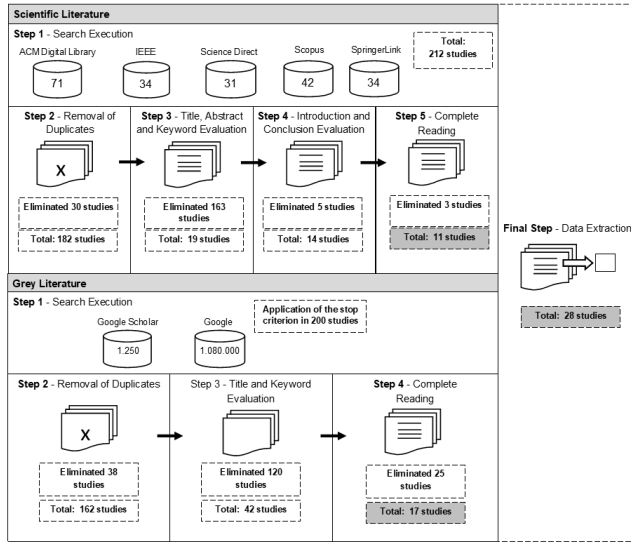 Scientific Literature
Step 1 - Search Execution
ACM Digital Library
IEEE
Science Direct
Scopus
SpringerLink
71
34
31
42
34
Total:
212 studies
Step 2 - Removal of
Duplicates
X
Eliminated 30 studies
Total: 182 studies
Step 3 - Title, Abstract
and Keyword Evaluation
Eliminated 163
studies
Total: 19 studies
Step 4 - Introduction and
Conclusion Evaluation
Eliminated 5 studies
Total: 14 studies
Step 5 - Complete
Reading
Eliminated 3 studies
Total: 11 studies
Grey Literature
Step 1 - Search Execution
Google Scholar
Google
1.250
1.080.000
Application of the stop
criterion in 200 studies
Step 2 - Removal of Duplicates
X
Eliminated 38
studies
Total: 162 studies
Step 3 - Title and Keyword
Evaluation
Eliminated 120
studies
Total: 42 studies
Step 4 - Complete
Reading
Eliminated 25
studies
Total: 17 studies
Final Step - Data Extraction
Total: 28 studies